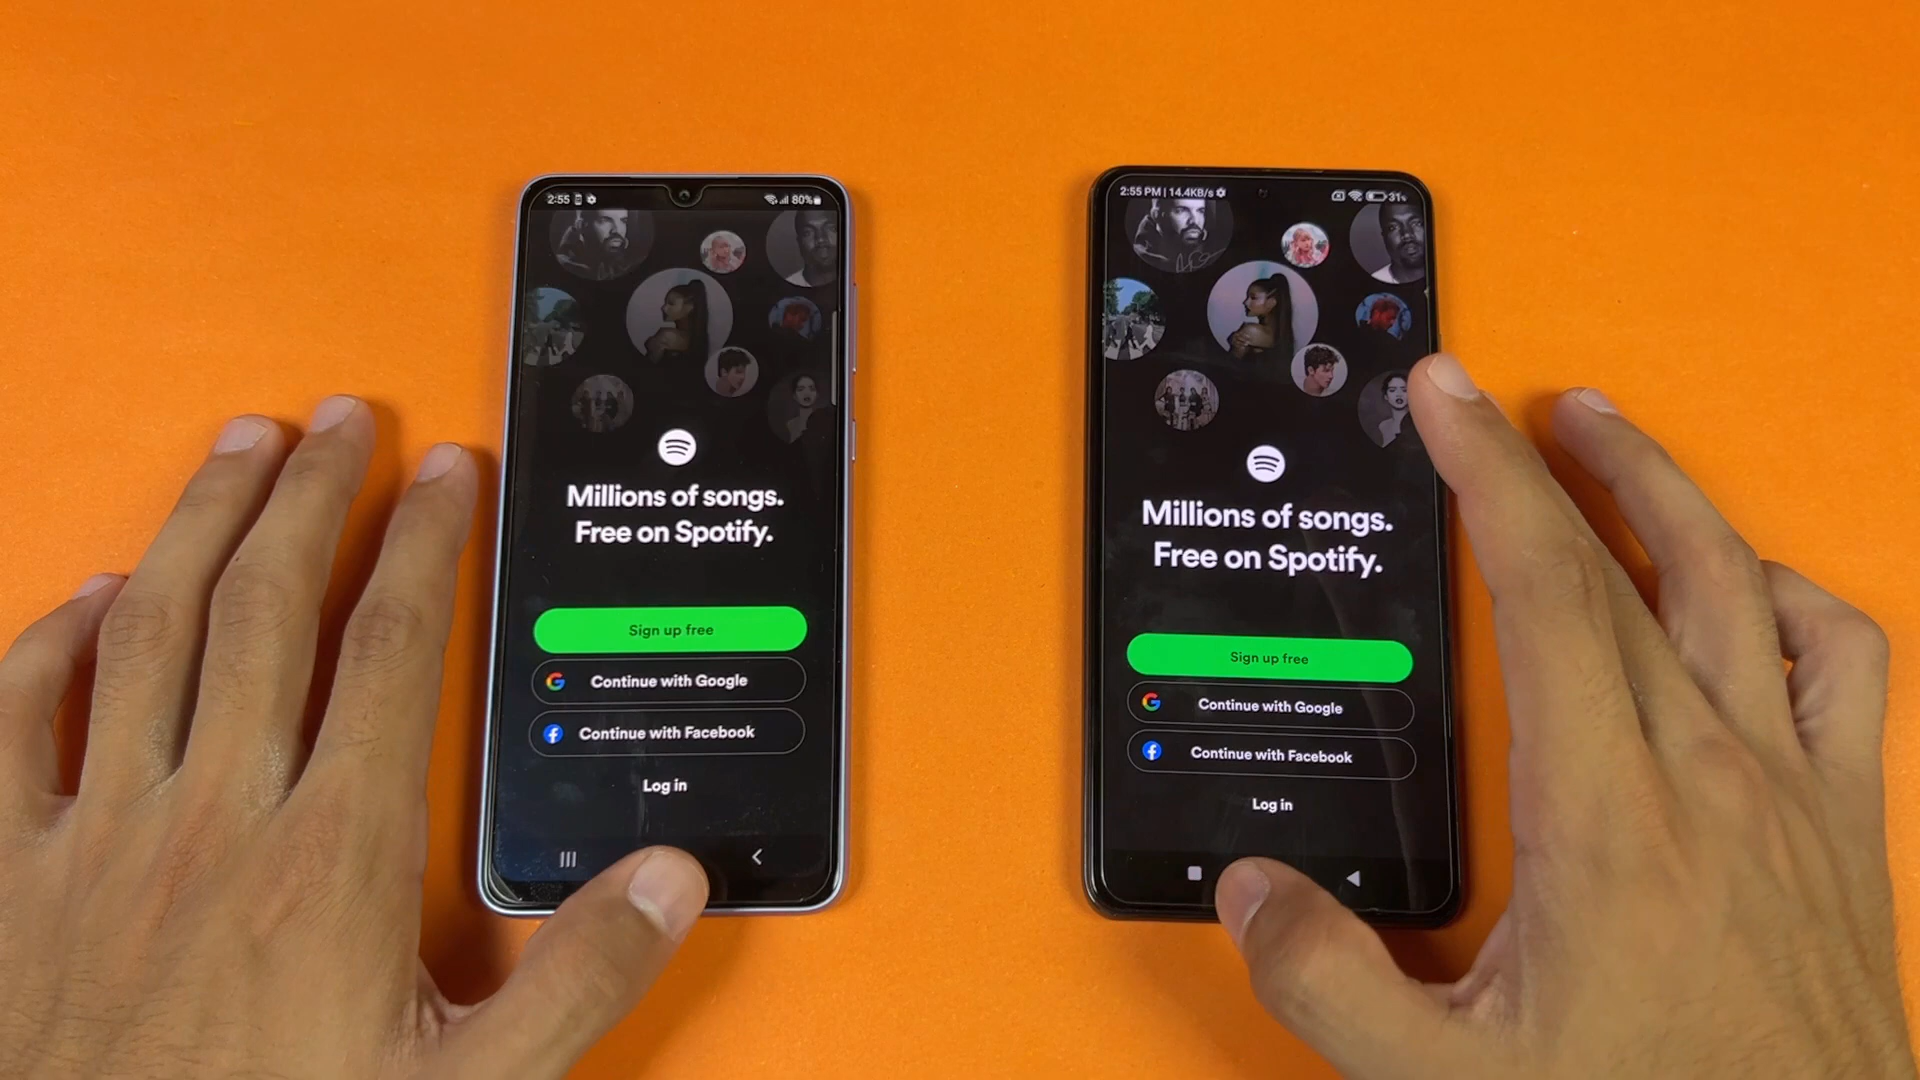 2:55
80%
Millions of songs.
Free on Spotify.
Sign up free
Continue with Google
Continue with Facebook
Log in
2:55 PM | 14.4KB/s
31%
Millions of songs.
Free on Spotify.
Sign up free
Continue with Google
Continue with Facebook
Log in